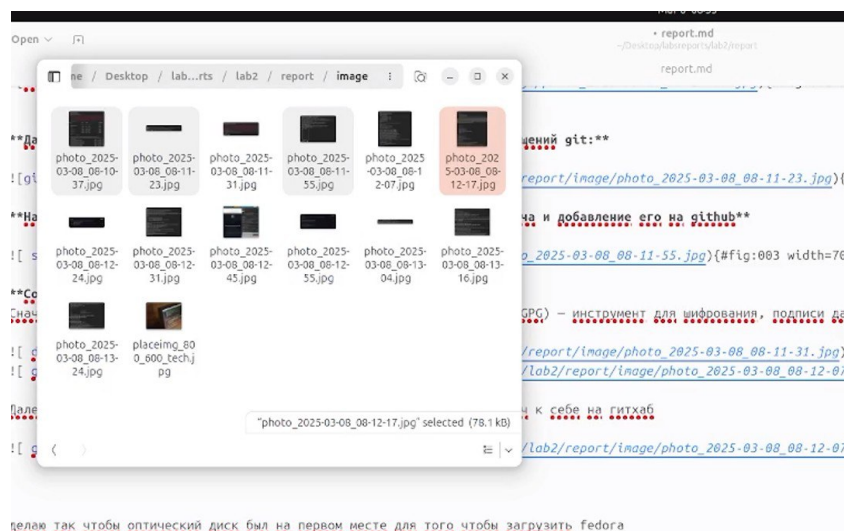 Open
• report.md
~/Desktop/labsreports/lab2/report
report.md
me / Desktop / lab...rts / lab2 / report / image
photo_2025-03-08_08-10-37.jpg
photo_2025-03-08_08-11-23.jpg
photo_2025-03-08_08-11-31.jpg
photo_2025-03-08_08-11-55.jpg
photo_2025-03-08_08-12-07.jpg
photo_2025-03-08_08-12-17.jpg
photo_2025-03-08_08-12-24.jpg
photo_2025-03-08_08-12-31.jpg
photo_2025-03-08_08-12-45.jpg
photo_2025-03-08_08-12-55.jpg
photo_2025-03-08_08-13-04.jpg
photo_2025-03-08_08-13-16.jpg
photo_2025-03-08_08-13-24.jpg
placeimg_800_600_tech.jpg
"photo_2025-03-08_08-12-17.jpg" selected (78.1 kB)
git:**
report/image/photo_2025-03-08_08-11-23.jpg){
и добавление его на github**
o_2025-03-08_08-11-55.jpg){#fig:003 width=70
GPG) — инструмент для шифрования, подписи да
/report/image/photo_2025-03-08_08-11-31.jpg)
/lab2/report/image/photo_2025-03-08_08-12-07
к себе на гитхаб
/lab2/report/image/photo_2025-03-08_08-12-07
делаю так чтобы оптический диск был на первом месте для того чтобы загрузить fedora